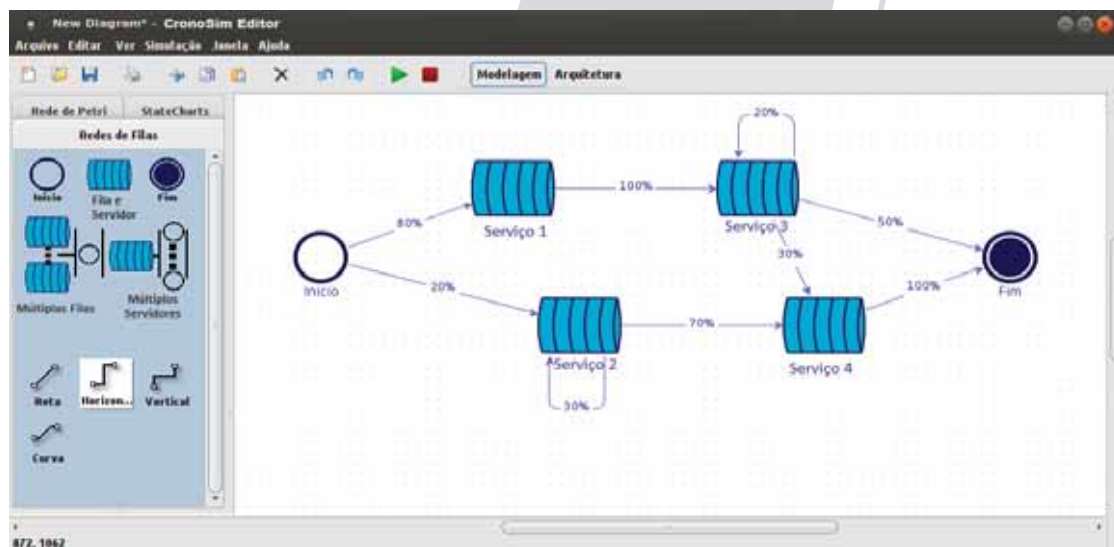 New Diagram* - CronoSim Editor
Arquivo Editar Ver Simulação Janela Ajuda
Modelagem Arquitetura
Rede de Petri StateCharts
Redes de Filas
Início
Fila e
Servidor
Fim
Múltiplas Filas
Múltiplos
Servidores
Reta Horizon... Vertical
Curva
20%
100%
80%
Serviço 1
Serviço 3
50%
30%
Início
20%
100%
Fim
70%
Serviço 2
Serviço 4
30%
872, 1062